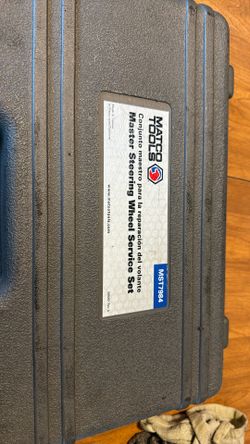 MATCO
TOOLS
MST7984
Conjunto maestro para la reparación del volante
Master Steering Wheel Service Set
www.matcotools.com